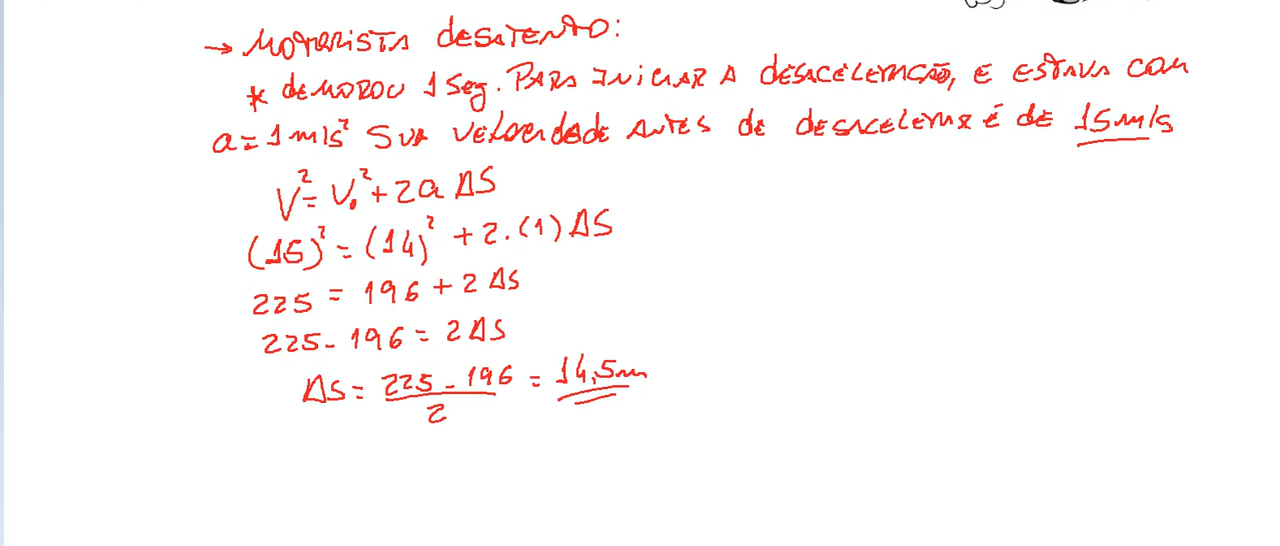 → MOTORISTA DESATENTO:
* DEMOROU 1 Seg. PARA INICIAR A DESACELERAÇÃO, E ESTAVA COM
a = 1 m/s² SUA VELOCIDADE ANTES DE DESACELERAR É DE 15 m/s
V² = V₀² + 2a ΔS
(15)² = (14)² + 2.(1) ΔS
225 = 196 + 2 ΔS
225 - 196 = 2 ΔS
ΔS = 225 - 196 / 2 = 14,5m